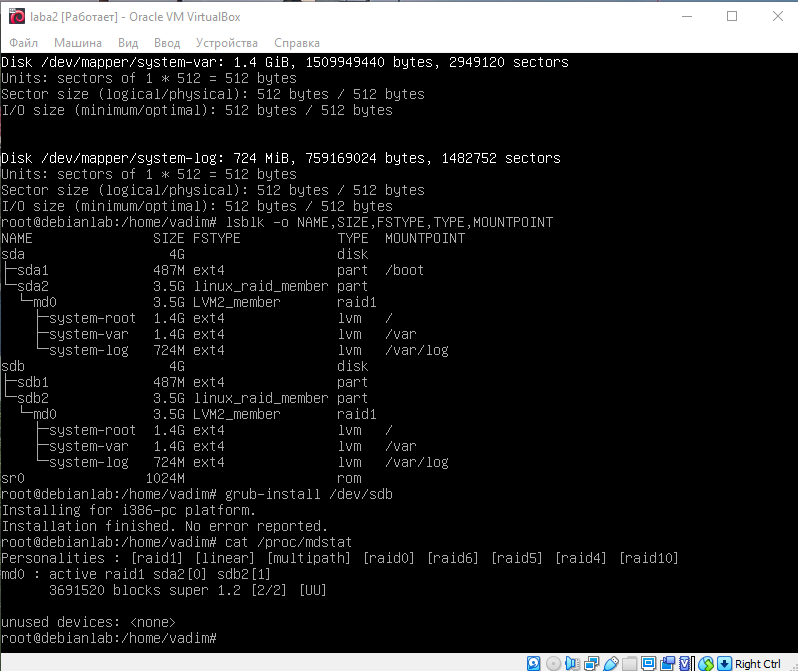 laba2 [Работает] - Oracle VM VirtualBox
Файл Машина Вид Ввод Устройства Справка
Disk /dev/mapper/system-var: 1.4 GiB, 1509949440 bytes, 2949120 sectors
Units: sectors of 1 * 512 = 512 bytes
Sector size (logical/physical): 512 bytes / 512 bytes
I/O size (minimum/optimal): 512 bytes / 512 bytes
Disk /dev/mapper/system-log: 724 MiB, 759169024 bytes, 1482752 sectors
Units: sectors of 1 * 512 = 512 bytes
Sector size (logical/physical): 512 bytes / 512 bytes
I/O size (minimum/optimal): 512 bytes / 512 bytes
root@debianlab:/home/vadim# lsblk -o NAME,SIZE,FSTYPE,TYPE,MOUNTPOINT
NAME SIZE FSTYPE TYPE MOUNTPOINT
sda 4G disk
├─sda1 487M ext4 part /boot
└─sda2 3.5G linux_raid_member part
  └─md0 3.5G LVM2_member raid1
    ├─system-root 1.4G ext4 lvm /
    ├─system-var 1.4G ext4 lvm /var
    └─system-log 724M ext4 lvm /var/log
sdb 4G disk
├─sdb1 487M ext4 part
└─sdb2 3.5G linux_raid_member part
  └─md0 3.5G LVM2_member raid1
    ├─system-root 1.4G ext4 lvm /
    ├─system-var 1.4G ext4 lvm /var
    └─system-log 724M ext4 lvm /var/log
sr0 1024M rom
root@debianlab:/home/vadim# grub-install /dev/sdb
Installing for i386-pc platform.
Installation finished. No error reported.
root@debianlab:/home/vadim# cat /proc/mdstat
Personalities : [raid1] [linear] [multipath] [raid0] [raid6] [raid5] [raid4] [raid10]
md0 : active raid1 sda2[0] sdb2[1]
      3691520 blocks super 1.2 [2/2] [UU]
unused devices: <none>
root@debianlab:/home/vadim#
Right Ctrl